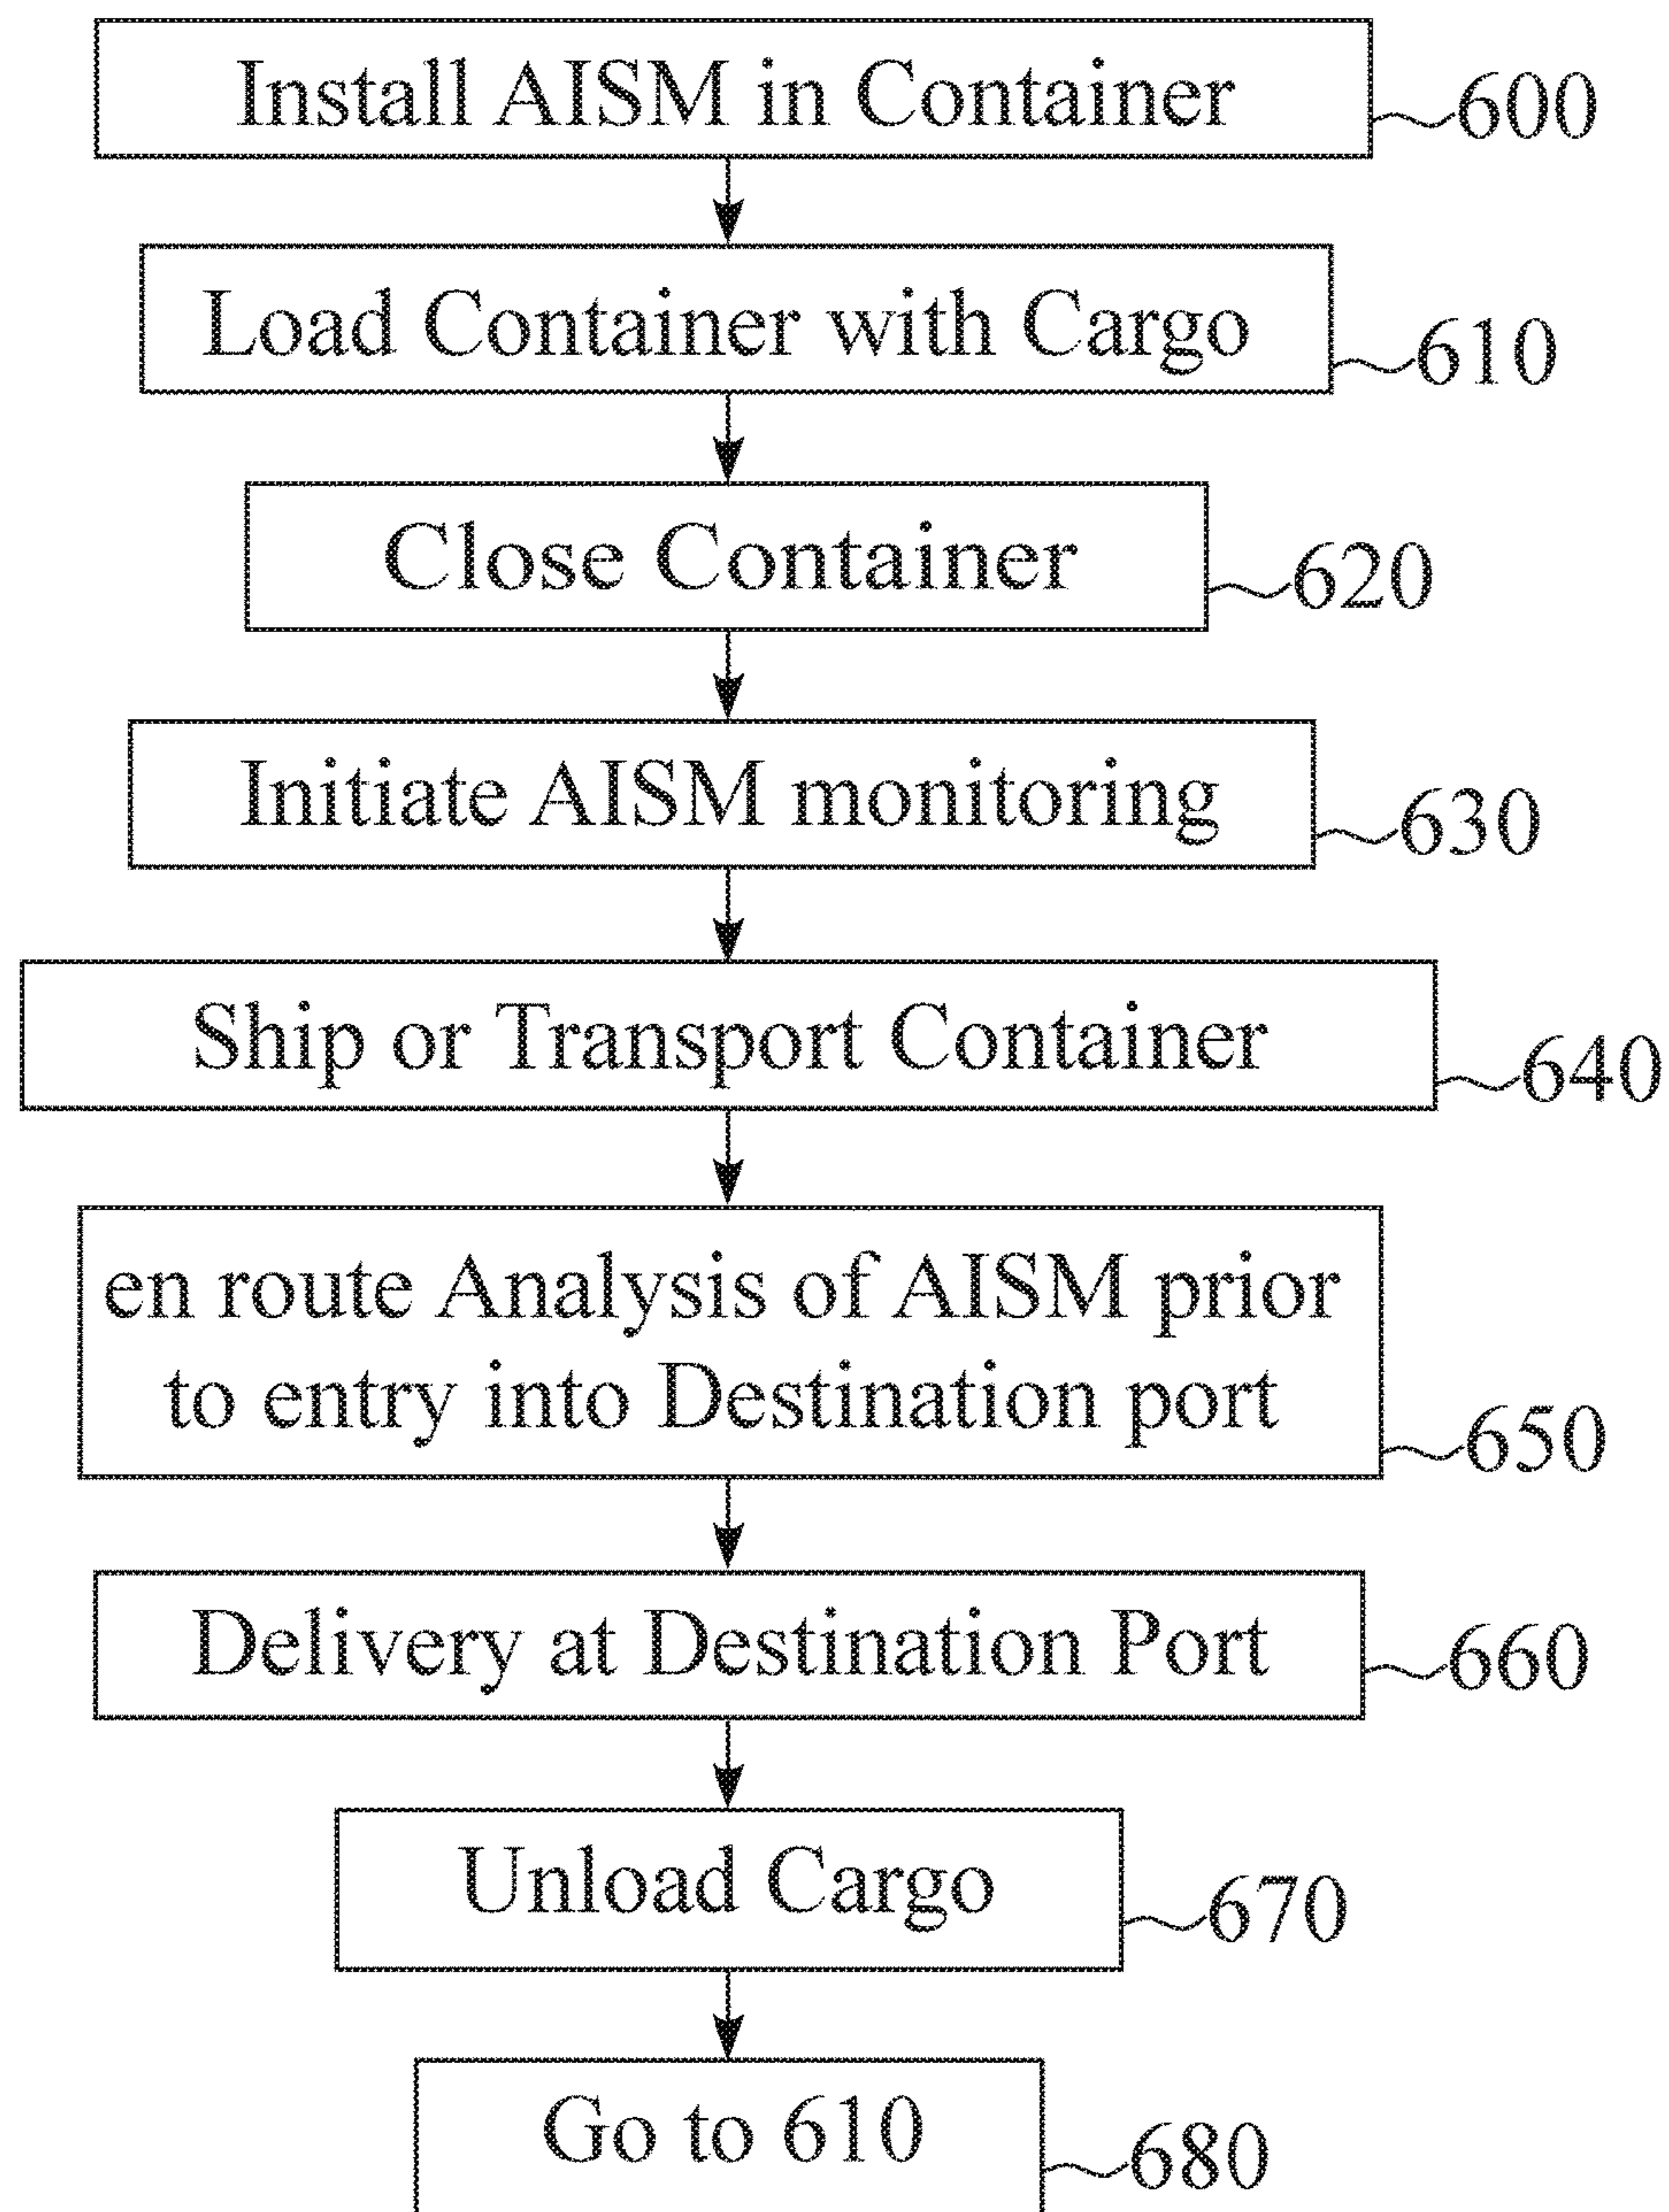 Install AISM in Container
600
Load Container with Cargo
610
Close Container
620
Initiate AISM monitoring
630
Ship or Transport Container
640
en route Analysis of AISM prior
to entry into Destination port
650
Delivery at Destination Port
660
Unload Cargo
670
Go to 610
680